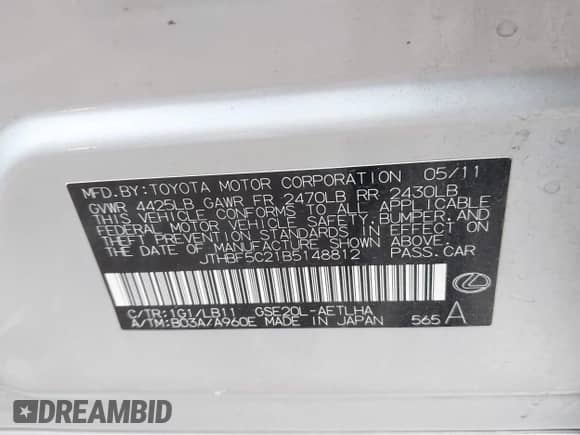 MFD. BY: TOYOTA MOTOR CORPORATION 05/11
GVWR 4425LB GAWR FR 2470LB RR 2430LB
THIS VEHICLE CONFORMS TO ALL APPLICABLE
FEDERAL MOTOR VEHICLE SAFETY, BUMPER, AND
THEFT PREVENTION STANDARDS IN EFFECT ON
THE DATE OF MANUFACTURE SHOWN ABOVE.
JTHBF5C21B5148812 PASS. CAR
C/TR: 1G1/LB11 GSE20L-AETLHA
A/TM: B03A/A960E MADE IN JAPAN 565 A
DREAMBID